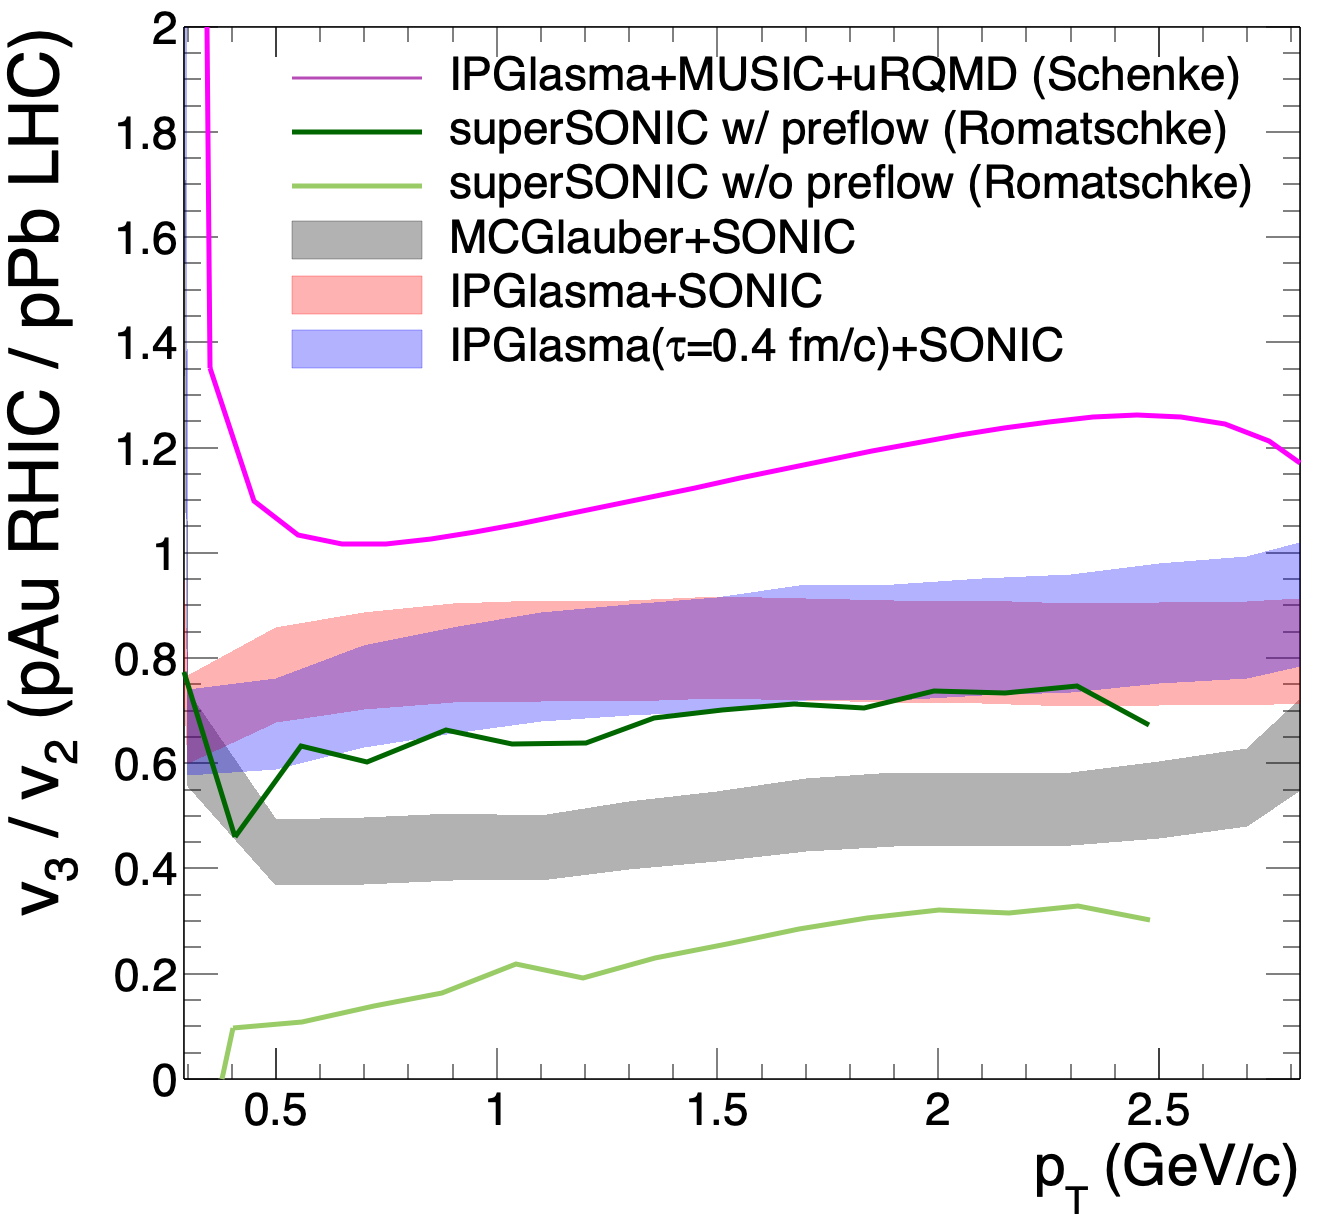 v3 / v2 (pAu RHIC / pPb LHC)
2
1.8
1.6
1.4
1.2
1
0.8
0.6
0.4
0.2
0
IPGlasma+MUSIC+uRQMD (Schenke)
superSONIC w/ preflow (Romatschke)
superSONIC w/o preflow (Romatschke)
MCGlauber+SONIC
IPGlasma+SONIC
IPGlasma(τ=0.4 fm/c)+SONIC
0.5 1 1.5 2 2.5
pT (GeV/c)